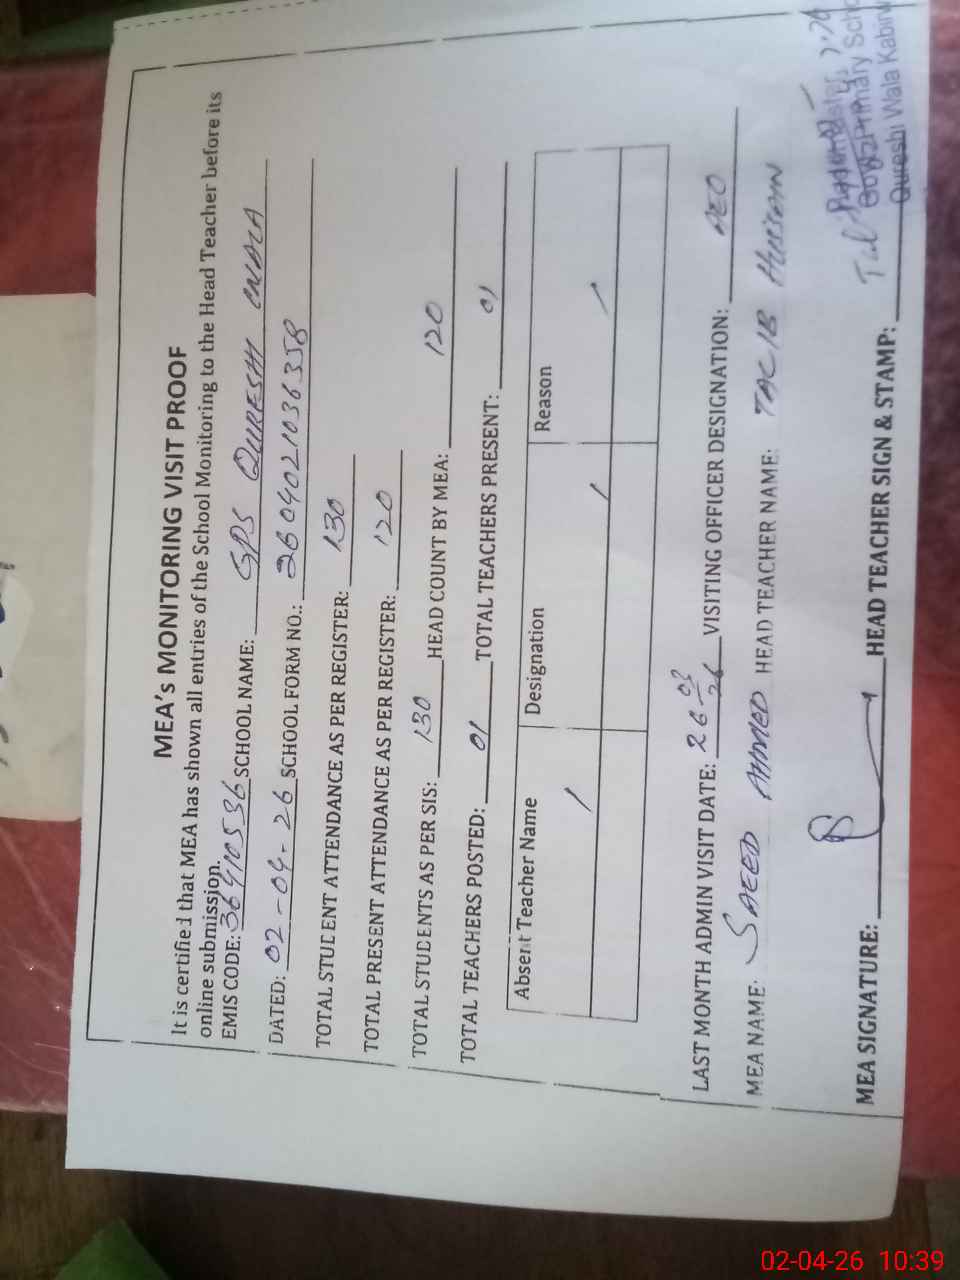 MEA's MONITORING VISIT PROOF
It is certified that MEA has shown all entries of the School Monitoring to the Head Teacher before its
online submission.
EMIS CODE: 36410536 SCHOOL NAME: GPS QURESHI WALA
DATED: 02-04-26 SCHOOL FORM NO.: 2604021036358
TOTAL STUDENT ATTENDANCE AS PER REGISTER: 130
TOTAL PRESENT ATTENDANCE AS PER REGISTER: 120
TOTAL STUDENTS AS PER SIS: 130 HEAD COUNT BY MEA: 120
TOTAL TEACHERS POSTED: 01 TOTAL TEACHERS PRESENT: 01
Absent Teacher Name Designation Reason
LAST MONTH ADMIN VISIT DATE: 26-03-26 VISITING OFFICER DESIGNATION: AEO
MEA NAME: SAEED AHMED HEAD TEACHER NAME: TALIB HUSSAIN
MEA SIGNATURE: HEAD TEACHER SIGN & STAMP:
Govt: Primary Scho
Qureshi Wala Kabirw
02-04-26 10:39